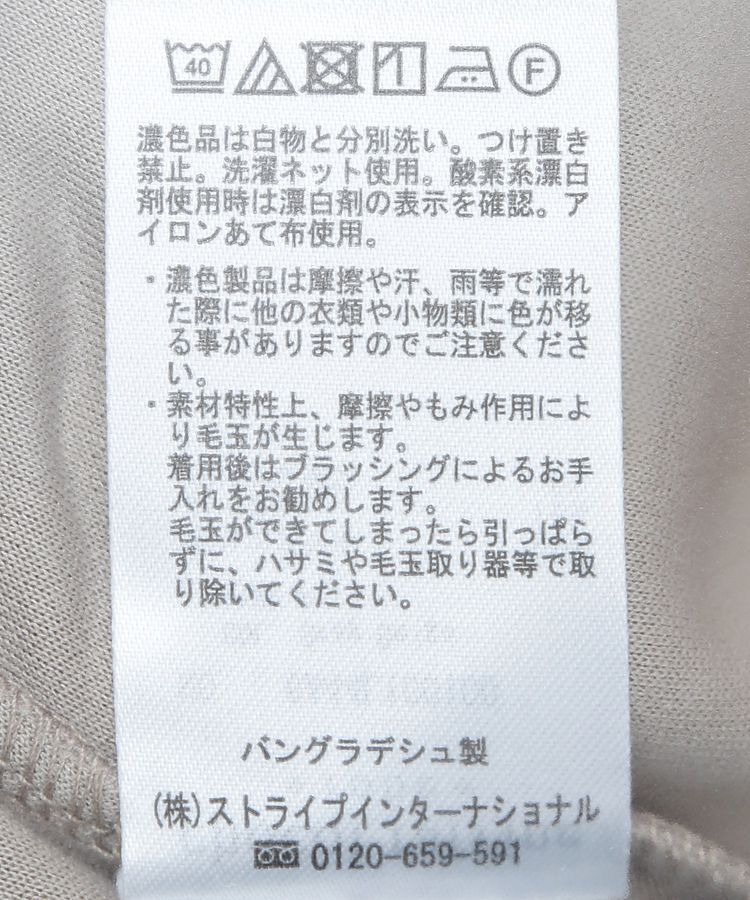 40 F
濃色品は白物と分別洗い。つけ置き
禁止。洗濯ネット使用。酸素系漂白
剤使用時は漂白剤の表示を確認。ア
イロンあて布使用。
・濃色製品は摩擦や汗、雨等で濡れ
た際に他の衣類や小物類に色が移
る事がありますのでご注意くださ
い。
・素材特性上、摩擦やもみ作用によ
り毛玉が生じます。
着用後はブラッシングによるお手
入れをお勧めします。
毛玉ができてしまったら引っぱら
ずに、ハサミや毛玉取り器等で取
り除いてください。
バングラデシュ製
(株)ストライプインターナショナル
0120-659-591